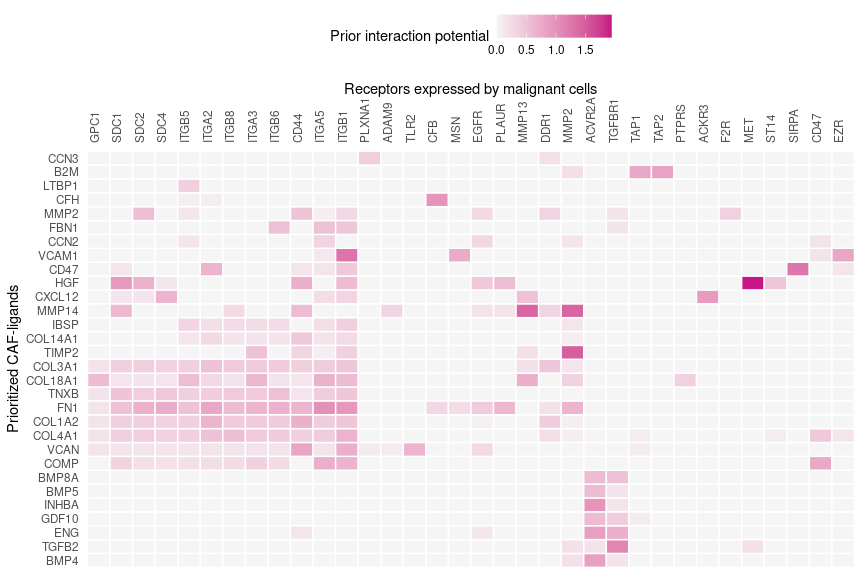 Prior interaction potential
0.0 0.5 1.0 1.5
Receptors expressed by malignant cells
GPC1 SDC1 SDC2 SDC4 ITGB5 ITGA2 ITGB8 ITGA3 ITGB6 CD44 ITGA5 ITGB1 PLXNA1 ADAM9 TLR2 CFB MSN EGFR PLAUR MMP13 DDR1 MMP2 ACVR2A TGFBR1 TAP1 TAP2 PTPRS ACKR3 F2R MET ST14 SIRPA CD47 EZR
Prioritized CAF-ligands
CCN3
B2M
LTBP1
CFH
MMP2
FBN1
CCN2
VCAM1
CD47
HGF
CXCL12
MMP14
IBSP
COL14A1
TIMP2
COL3A1
COL18A1
TNXB
FN1
COL1A2
COL4A1
VCAN
COMP
BMP8A
BMP5
INHBA
GDF10
ENG
TGFB2
BMP4